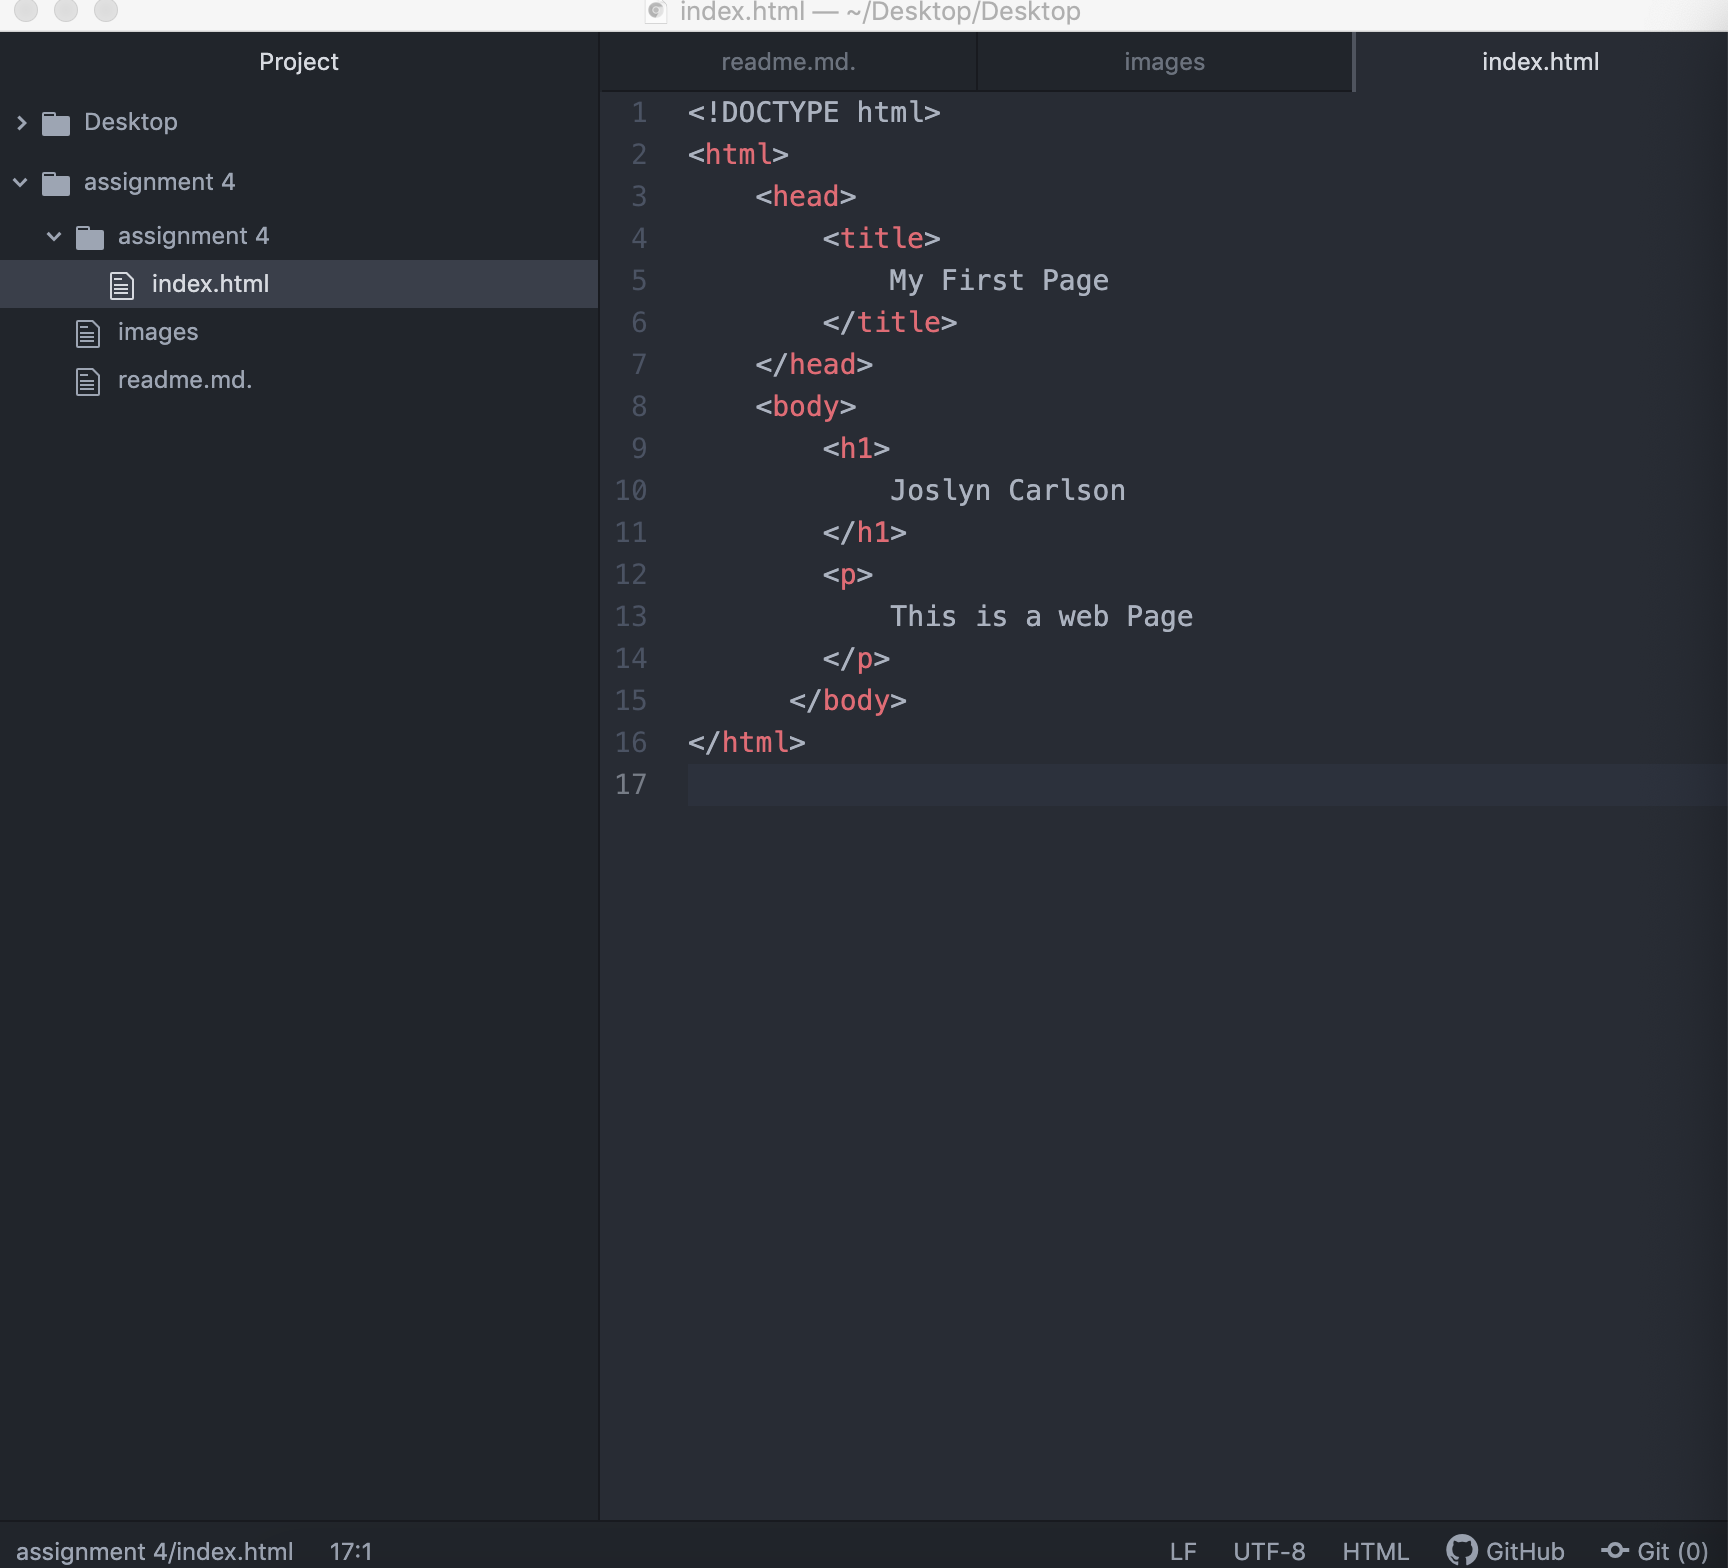 index.html — ~/Desktop/Desktop
Project
Desktop
assignment 4
assignment 4
index.html
images
readme.md.
readme.md.
images
index.html
1 <!DOCTYPE html>
2 <html>
3     <head>
4         <title>
5             My First Page
6         </title>
7     </head>
8     <body>
9         <h1>
10             Joslyn Carlson
11         </h1>
12         <p>
13             This is a web Page
14         </p>
15       </body>
16 </html>
17
assignment 4/index.html 17:1 LF UTF-8 HTML GitHub Git (0)